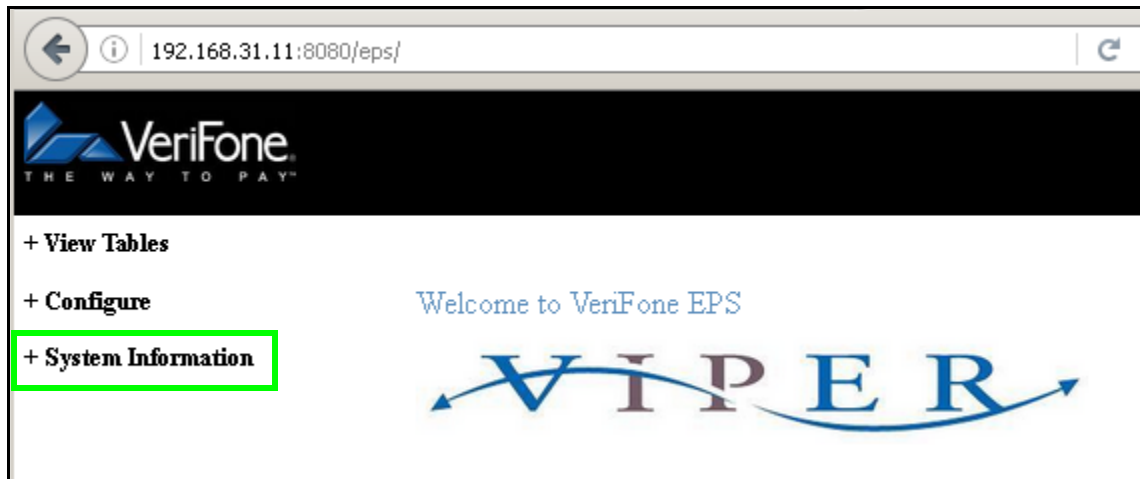 192.168.31.11:8080/eps/
VeriFone.
THE WAY TO PAY™
+ View Tables
+ Configure
Welcome to VeriFone EPS
+ System Information
VIPER